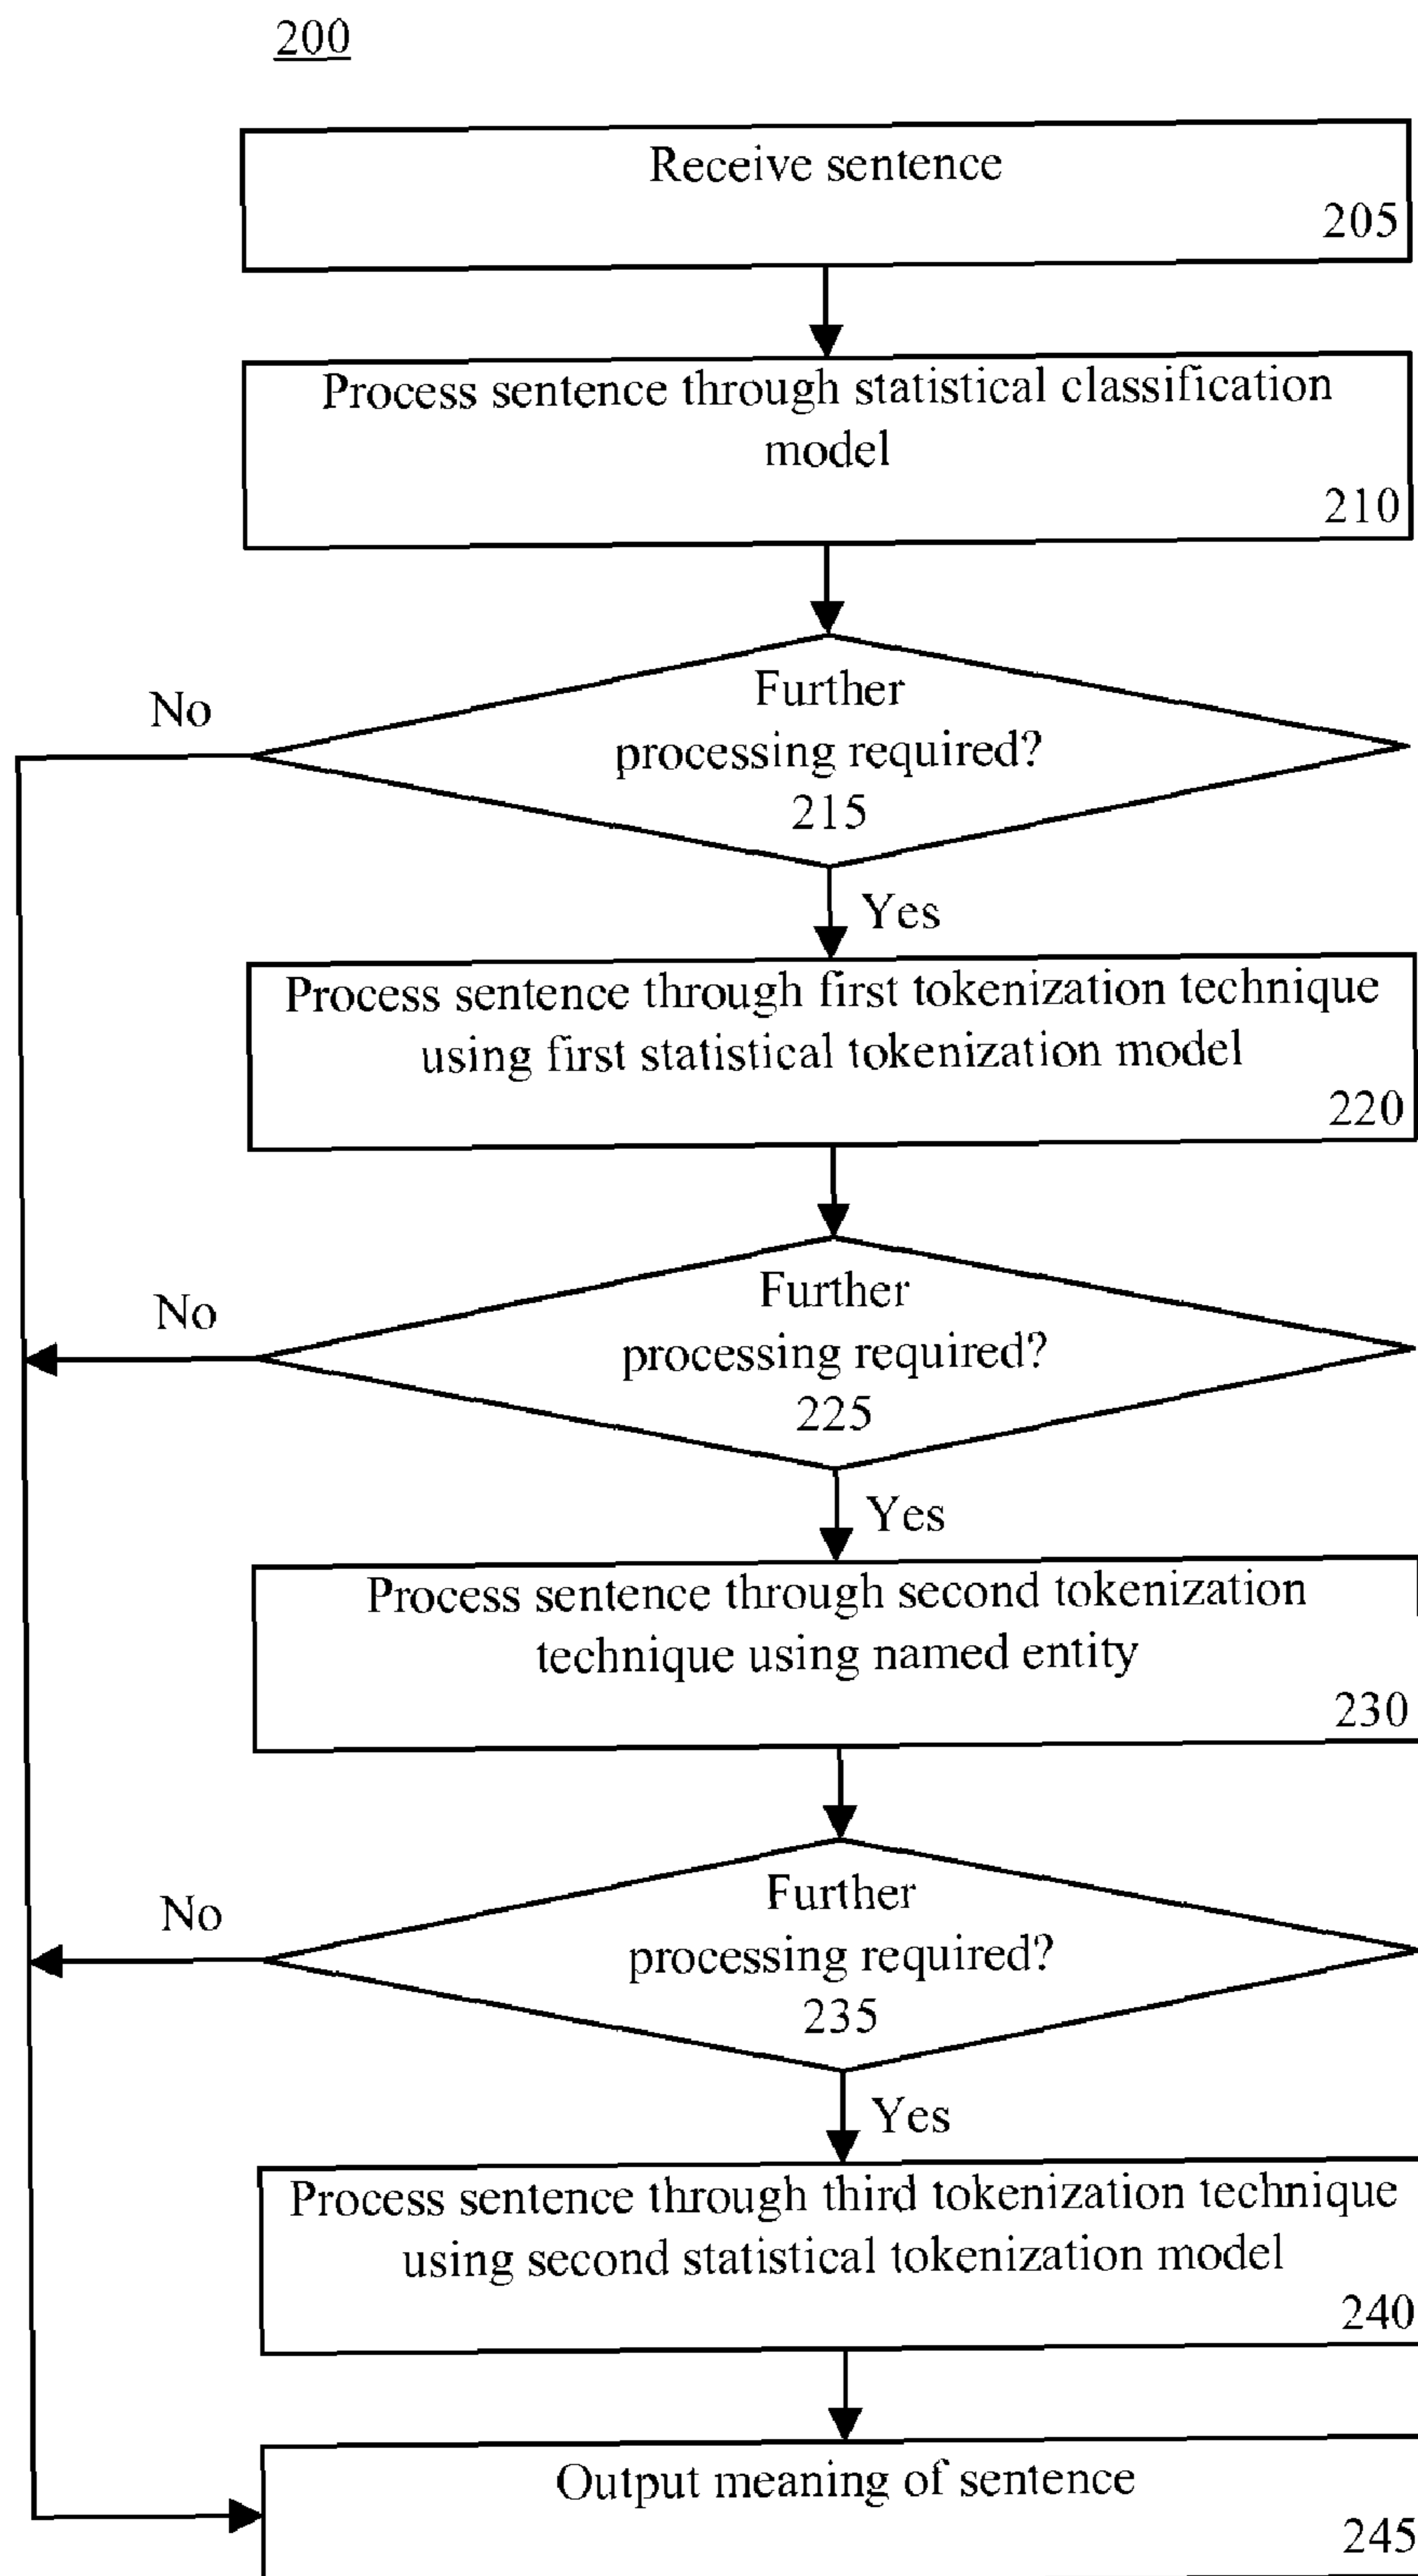 200
Receive sentence
205
Process sentence through statistical classification
model
210
Further
processing required?
215
No
Yes
Process sentence through first tokenization technique
using first statistical tokenization model
220
Further
processing required?
225
No
Yes
Process sentence through second tokenization
technique using named entity
230
Further
processing required?
235
No
Yes
Process sentence through third tokenization technique
using second statistical tokenization model
240
Output meaning of sentence
245